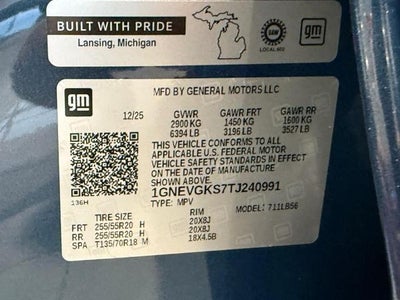 BUILT WITH PRIDE
Lansing, Michigan
LOCAL 602
gm
gm
MFD BY GENERAL MOTORS LLC
12/25 GVWR GAWR FRT GAWR RR
2900 KG 1450 KG 1600 KG
6394 LB 3196 LB 3527 LB
THIS VEHICLE CONFORMS TO ALL
APPLICABLE U.S. FEDERAL MOTOR
VEHICLE SAFETY STANDARDS IN EFFECT
ON THE DATE OF MANUFACTURE
SHOWN ABOVE.
1GNEVGKS7TJ240991
136H TYPE: MPV MODEL: 1LB56
TIRE SIZE RIM
FRT 255/55R20 H 20X8J
RR 255/55R20 H 20X8J
SPA T135/70R18 M 18X4.5B